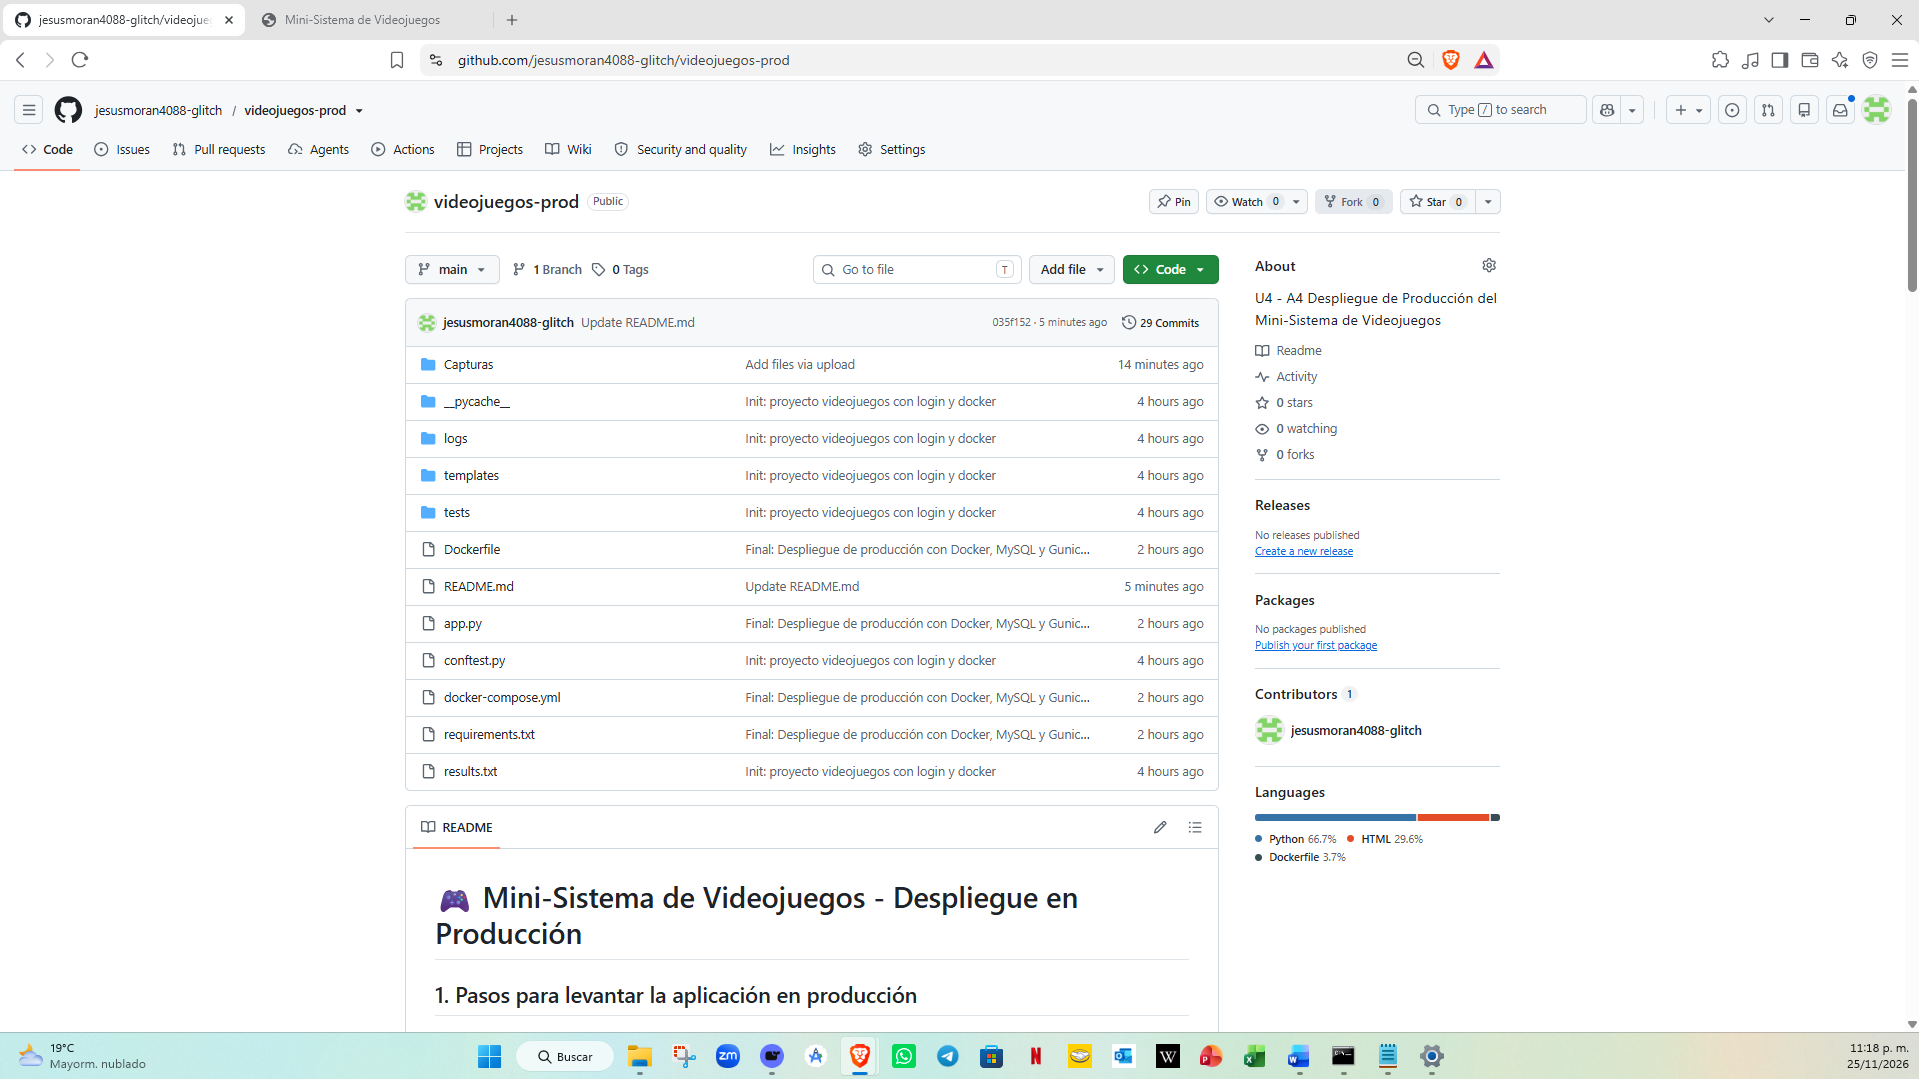 jesusmoran4088-glitch/videojue
Mini-Sistema de Videojuegos
github.com/jesusmoran4088-glitch/videojuegos-prod
jesusmoran4088-glitch / videojuegos-prod
Type / to search
Code Issues Pull requests Agents Actions Projects Wiki Security and quality Insights Settings
videojuegos-prod Public
Pin Watch 0 Fork 0 Star 0
main 1 Branch 0 Tags Go to file T Add file Code
jesusmoran4088-glitch Update README.md 035f152 · 5 minutes ago 29 Commits
Capturas Add files via upload 14 minutes ago
__pycache__ Init: proyecto videojuegos con login y docker 4 hours ago
logs Init: proyecto videojuegos con login y docker 4 hours ago
templates Init: proyecto videojuegos con login y docker 4 hours ago
tests Init: proyecto videojuegos con login y docker 4 hours ago
Dockerfile Final: Despliegue de producción con Docker, MySQL y Gunic... 2 hours ago
README.md Update README.md 5 minutes ago
app.py Final: Despliegue de producción con Docker, MySQL y Gunic... 2 hours ago
conftest.py Init: proyecto videojuegos con login y docker 4 hours ago
docker-compose.yml Final: Despliegue de producción con Docker, MySQL y Gunic... 2 hours ago
requirements.txt Final: Despliegue de producción con Docker, MySQL y Gunic... 2 hours ago
results.txt Init: proyecto videojuegos con login y docker 4 hours ago
README
Mini-Sistema de Videojuegos - Despliegue en
Producción
1. Pasos para levantar la aplicación en producción
About
U4 - A4 Despliegue de Producción del
Mini-Sistema de Videojuegos
Readme
Activity
0 stars
0 watching
0 forks
Releases
No releases published
Create a new release
Packages
No packages published
Publish your first package
Contributors 1
jesusmoran4088-glitch
Languages
Python 66.7% HTML 29.6%
Dockerfile 3.7%
19°C
Mayorm. nublado
Buscar
zm
N
W
11:18 p. m.
25/11/2026